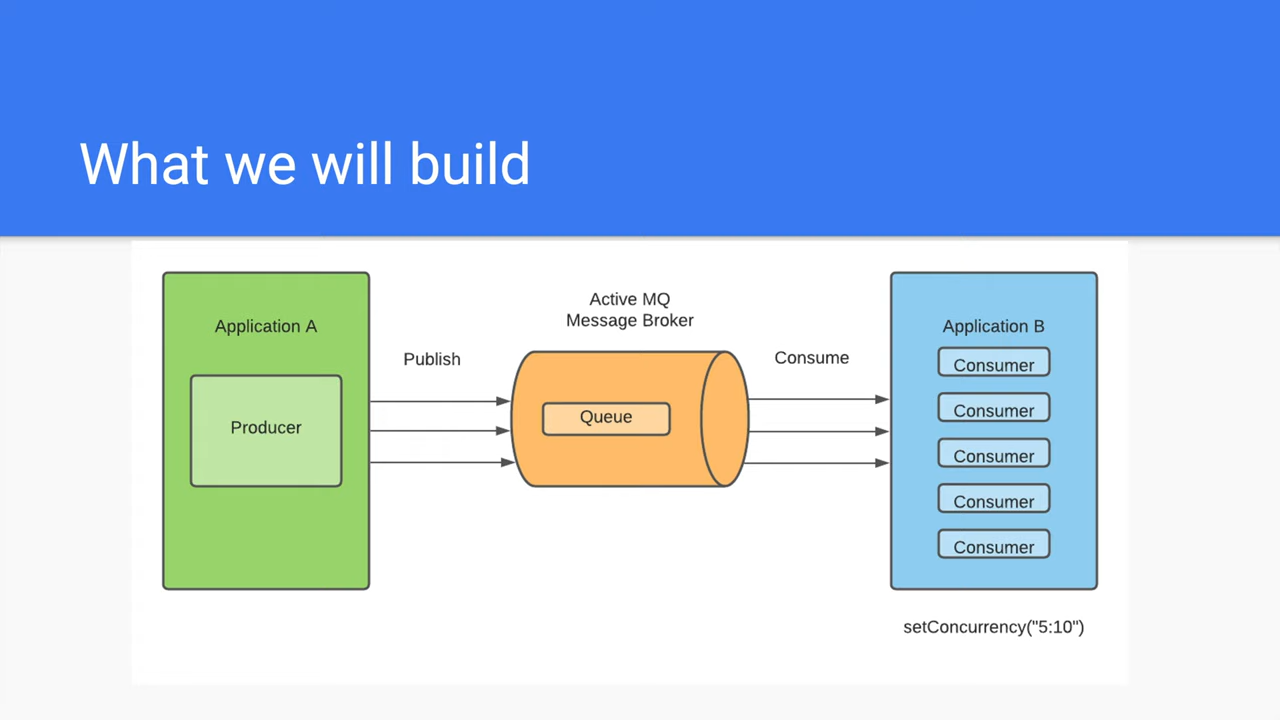 What we will build
Application A
Producer
Publish
Active MQ
Message Broker
Queue
Consume
Application B
Consumer
Consumer
Consumer
Consumer
Consumer
setConcurrency("5:10")